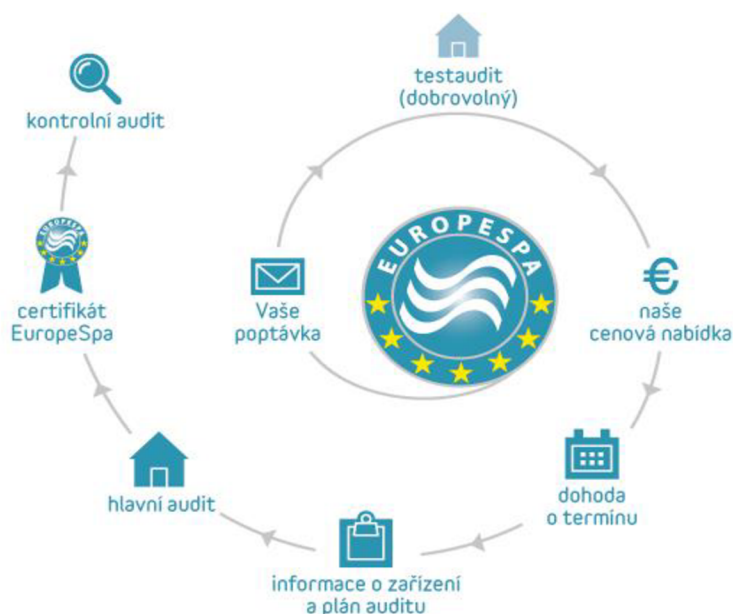 testaudit
(dobrovolný)
kontrolní audit
EUROPESPA
EUROPESPA
certifikát
EuropeSpa
Vaše
poptávka
€
naše
cenová nabídka
hlavní audit
dohoda
o termínu
informace o zařízení
a plán auditu